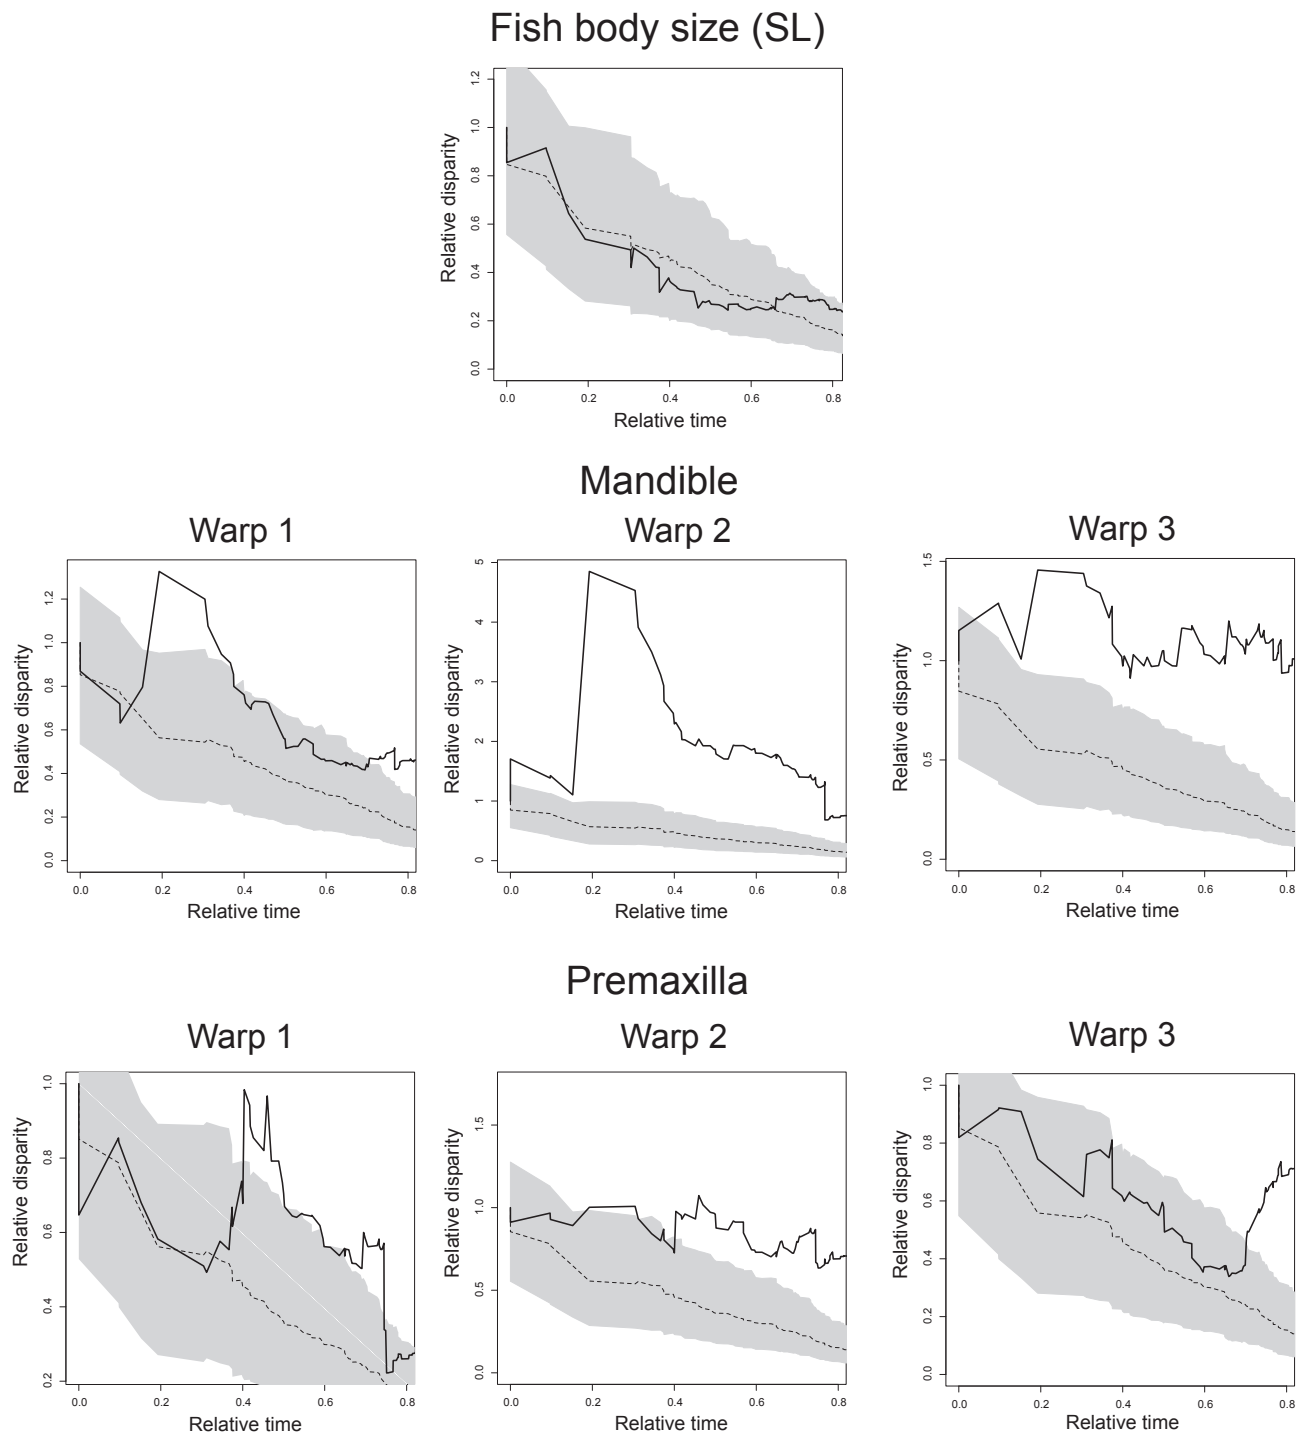 Fish body size (SL)
1.2
1.0
0.8
0.6
0.4
0.2
0.0
Relative disparity
0.0 0.2 0.4 0.6 0.8
Relative time
Mandible
Warp 1
1.2
1.0
0.8
0.6
0.4
0.2
0.0
Relative disparity
0.0 0.2 0.4 0.6 0.8
Relative time
Warp 2
5
4
3
2
1
0
Relative disparity
0.0 0.2 0.4 0.6 0.8
Relative time
Warp 3
1.5
1.0
0.5
0.0
Relative disparity
0.0 0.2 0.4 0.6 0.8
Relative time
Premaxilla
Warp 1
1.0
0.8
0.6
0.4
0.2
Relative disparity
0.0 0.2 0.4 0.6 0.8
Relative time
Warp 2
1.5
1.0
0.5
0.0
Relative disparity
0.0 0.2 0.4 0.6 0.8
Relative time
Warp 3
1.0
0.8
0.6
0.4
0.2
0.0
Relative disparity
0.0 0.2 0.4 0.6 0.8
Relative time